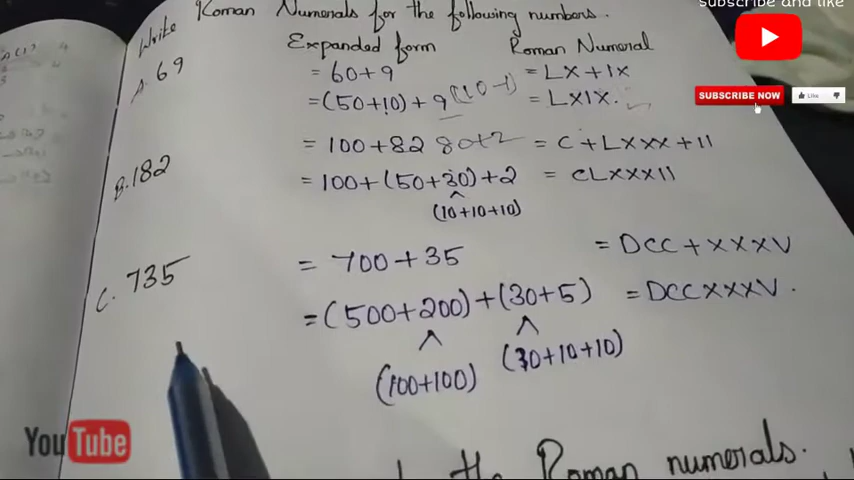 subscribe and like
Write Roman Numerals for the following numbers.
Expanded form Roman Numeral
A. 69 = 60+9 = LX+IX
=(50+10)+9 (10-1) = LXIX.
B. 182 = 100+82 80+2 = C+LXXX+II
= 100+(50+30)+2 = CLXXXII
(10+10+10)
C. 735 = 700+35 = DCC+XXXV
=(500+200)+(30+5) = DCCXXXV.
(100+100) (30+10+10)
the Roman numerals.
SUBSCRIBE NOW Like
YouTube